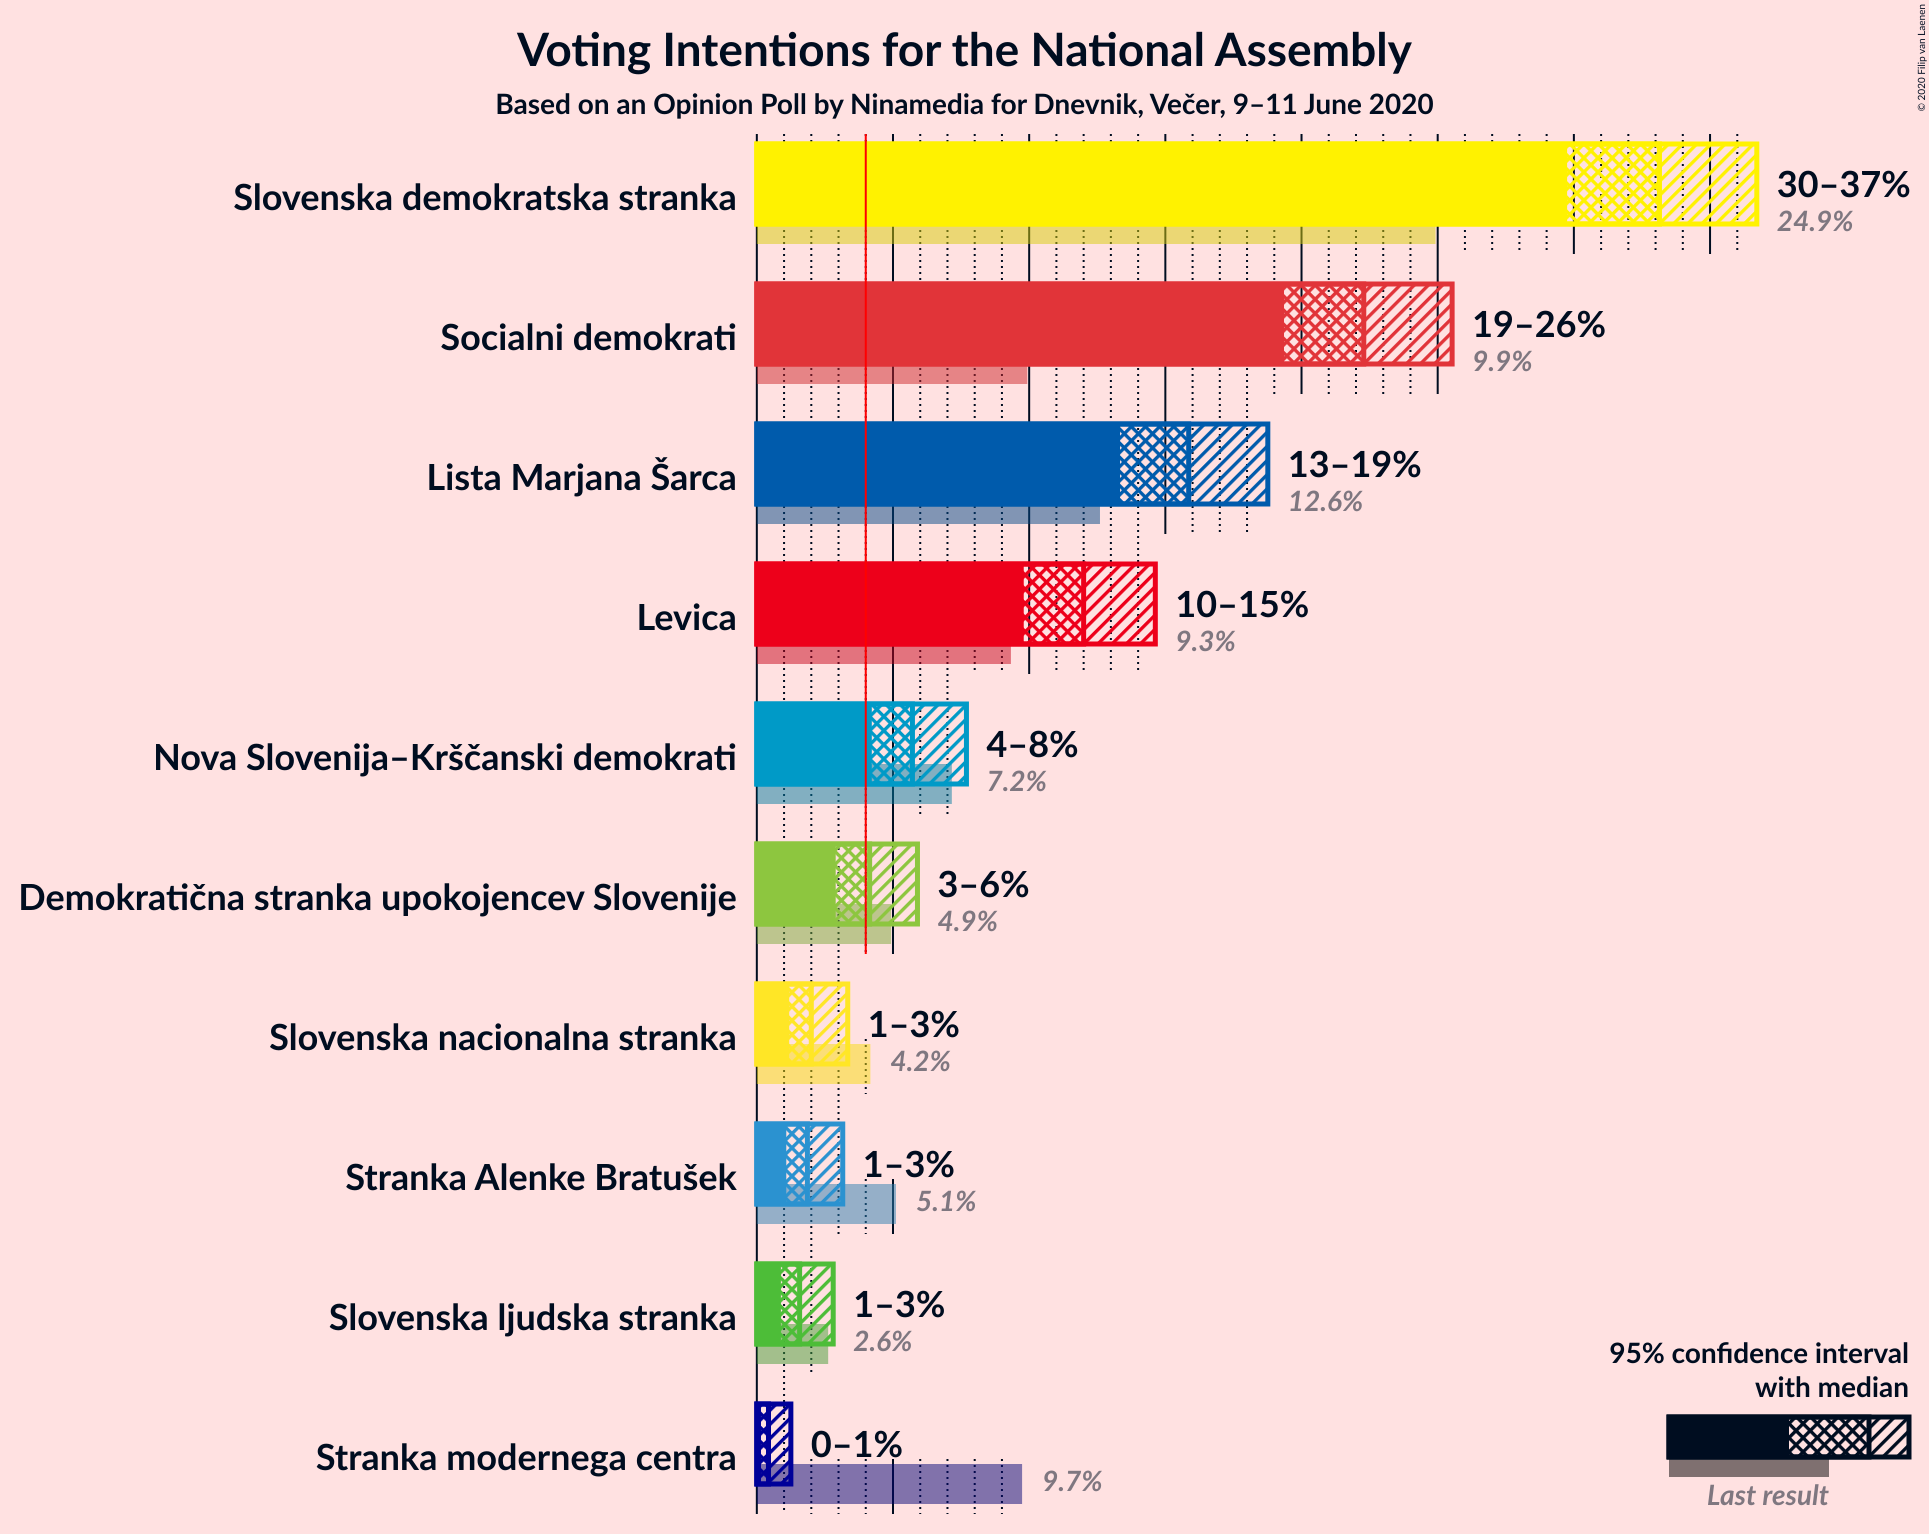 Voting Intentions for the National Assembly
Based on an Opinion Poll by Ninamedia for Dnevnik, Večer, 9–11 June 2020
© 2020 Filip van Laenen
Slovenska demokratska stranka
30–37%
24.9%
Socialni demokrati
19–26%
9.9%
Lista Marjana Šarca
13–19%
12.6%
Levica
10–15%
9.3%
Nova Slovenija–Krščanski demokrati
4–8%
7.2%
Demokratična stranka upokojencev Slovenije
3–6%
4.9%
Slovenska nacionalna stranka
1–3%
4.2%
Stranka Alenke Bratušek
1–3%
5.1%
Slovenska ljudska stranka
1–3%
2.6%
Stranka modernega centra
0–1%
9.7%
95% confidence interval
with median
Last result